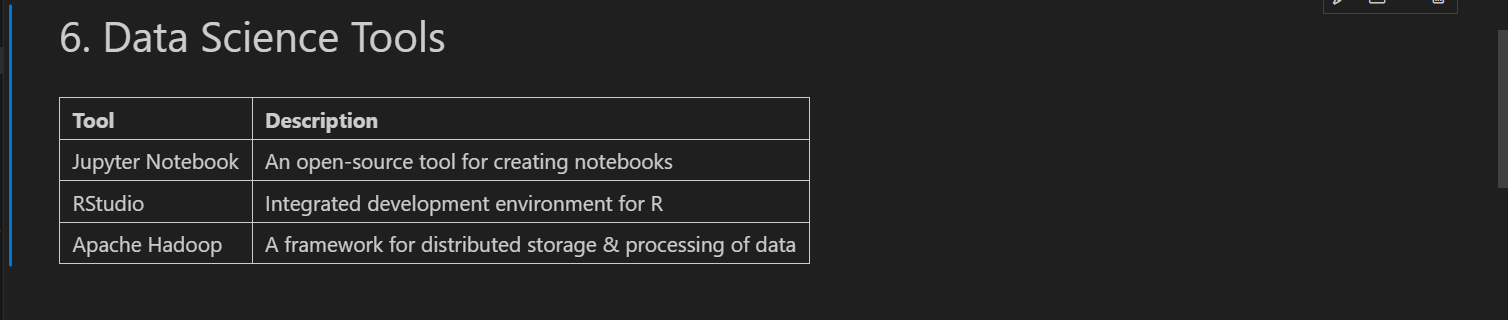 6. Data Science Tools
Tool Description
Jupyter Notebook An open-source tool for creating notebooks
RStudio Integrated development environment for R
Apache Hadoop A framework for distributed storage & processing of data